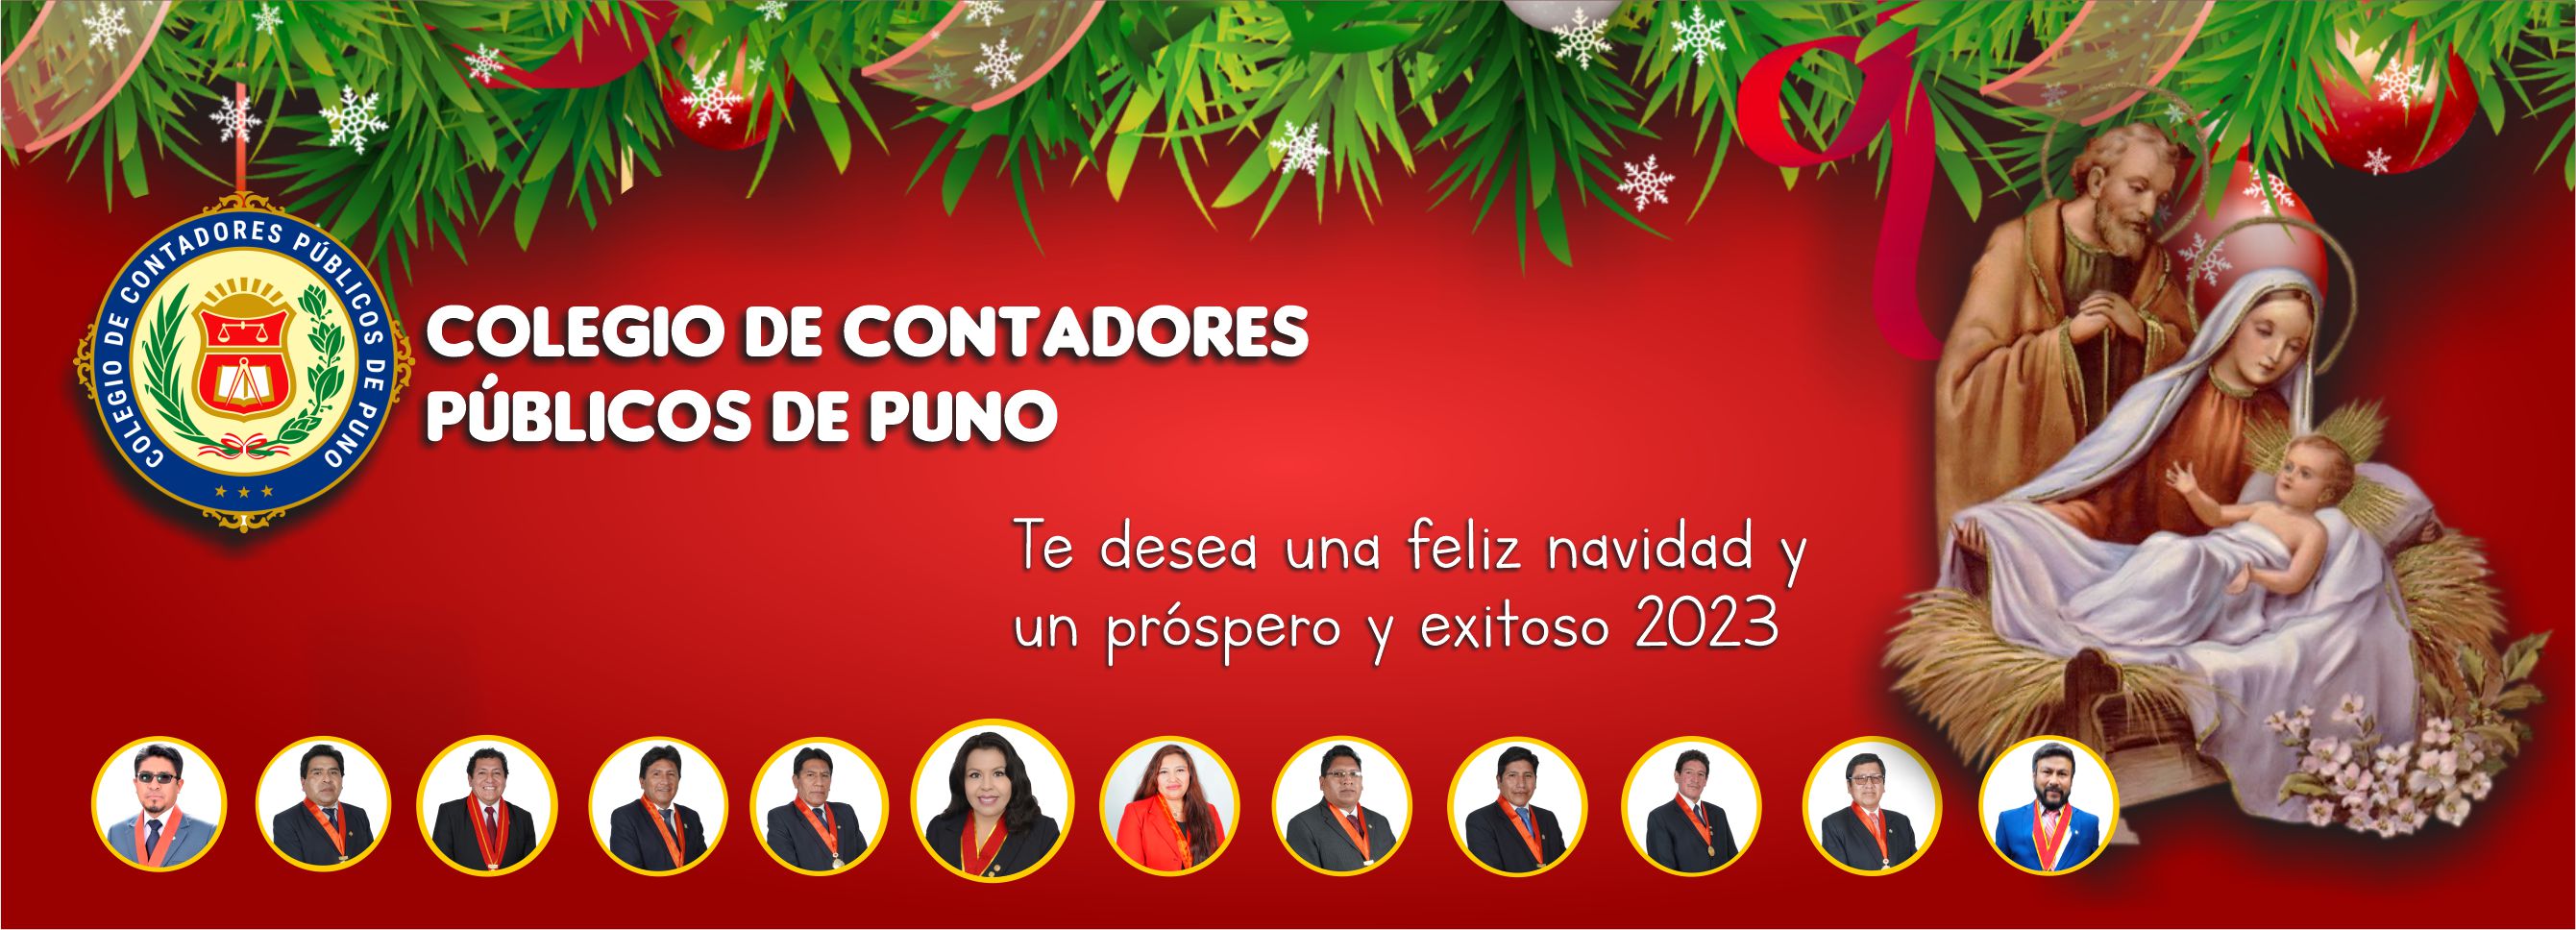 COLEGIO DE CONTADORES PÚBLICOS DE PUNO
COLEGIO DE CONTADORES
PÚBLICOS DE PUNO
Te desea una feliz navidad y
un próspero y exitoso 2023